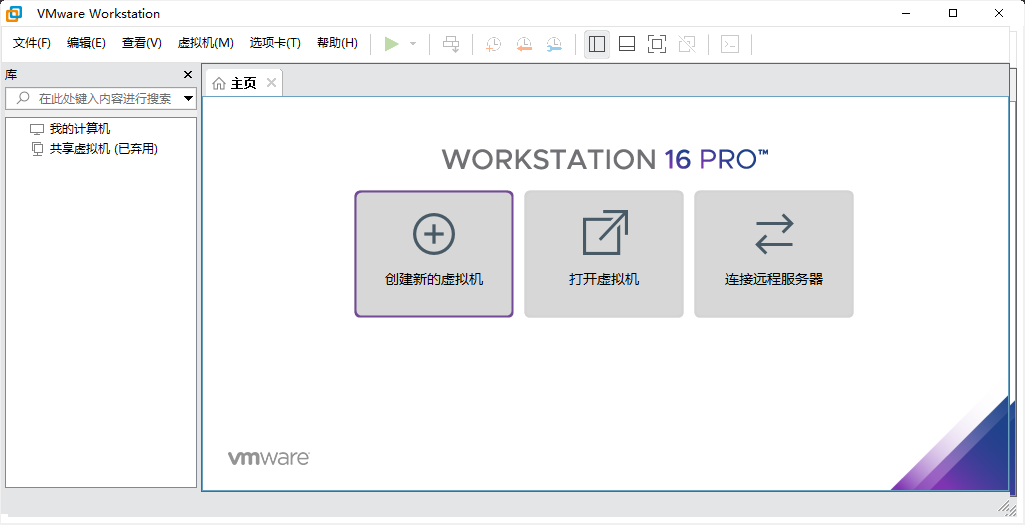 VMware Workstation
文件(F) 编辑(E) 查看(V) 虚拟机(M) 选项卡(T) 帮助(H)
库
在此处键入内容进行搜索
我的计算机
共享虚拟机 (已弃用)
主页
WORKSTATION 16 PRO™
创建新的虚拟机
打开虚拟机
连接远程服务器
vmware